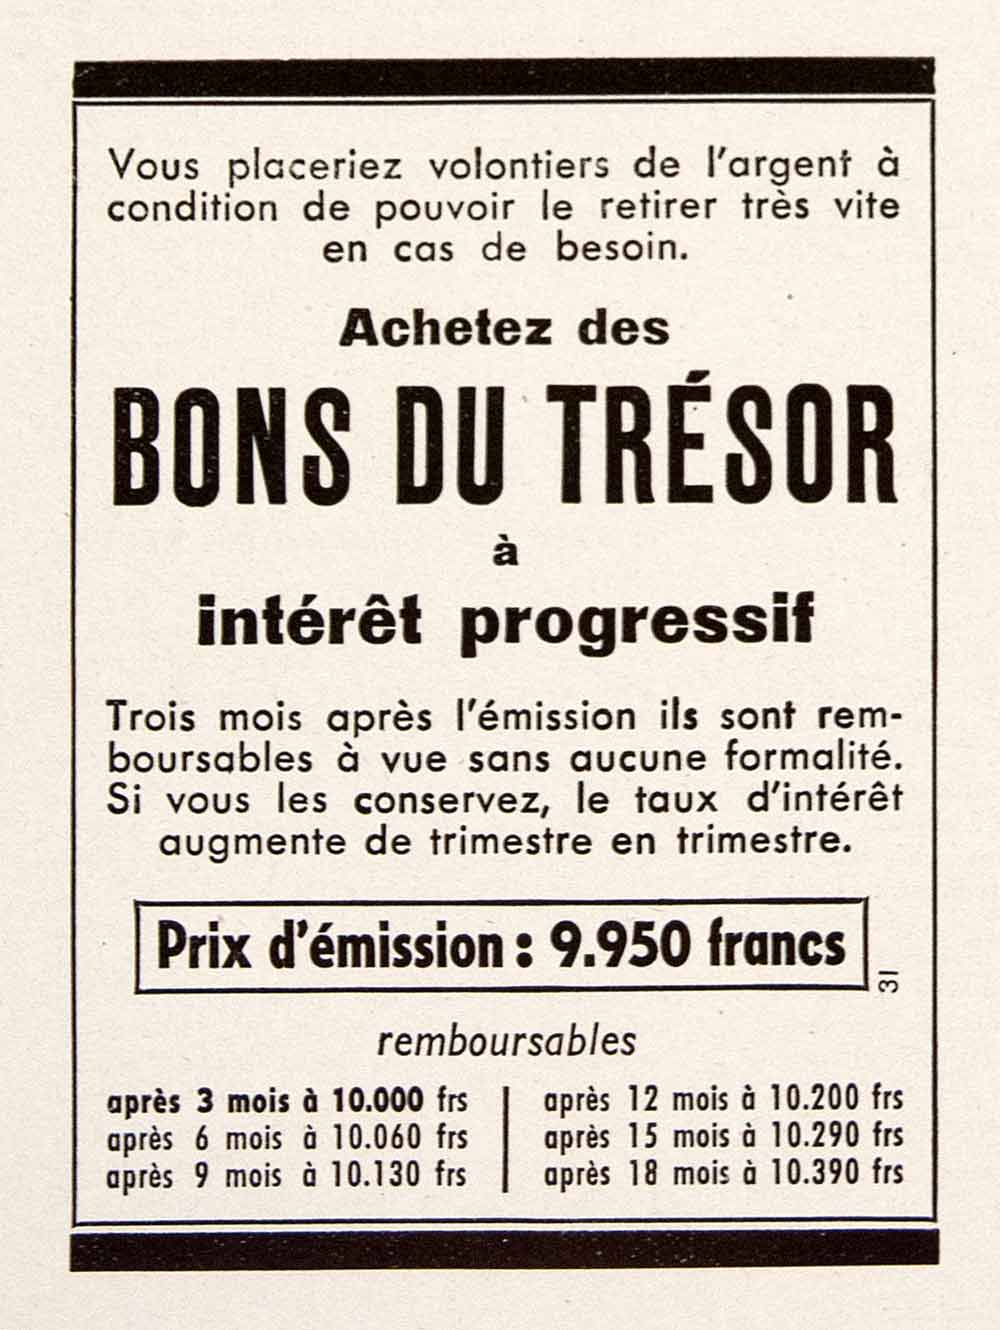 Vous placeriez volontiers de l'argent à
condition de pouvoir le retirer très vite
en cas de besoin.
Achetez des
BONS DU TRÉSOR
à
intérêt progressif
Trois mois après l'émission ils sont rem-
boursables à vue sans aucune formalité.
Si vous les conservez, le taux d'intérêt
augmente de trimestre en trimestre.
Prix d'émission : 9.950 francs
31
remboursables
après 3 mois à 10.000 frs
après 6 mois à 10.060 frs
après 9 mois à 10.130 frs
après 12 mois à 10.200 frs
après 15 mois à 10.290 frs
après 18 mois à 10.390 frs